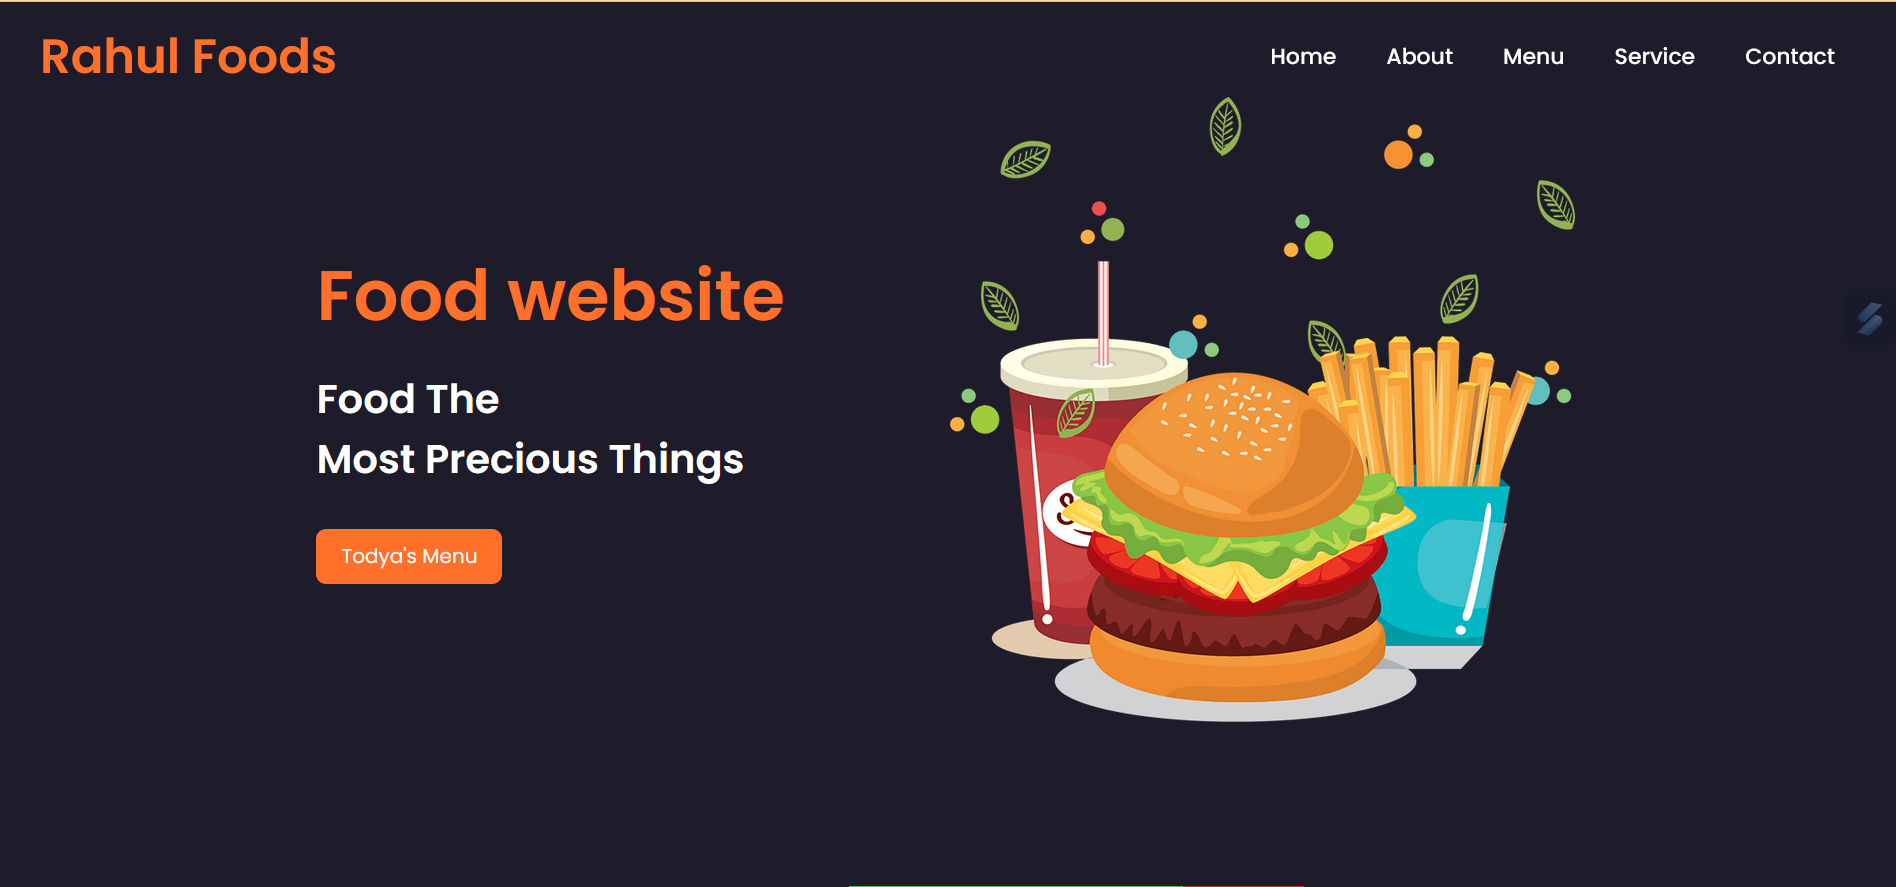 Rahul Foods
Home About Menu Service Contact
Food website
Food The
Most Precious Things
Todya's Menu
&